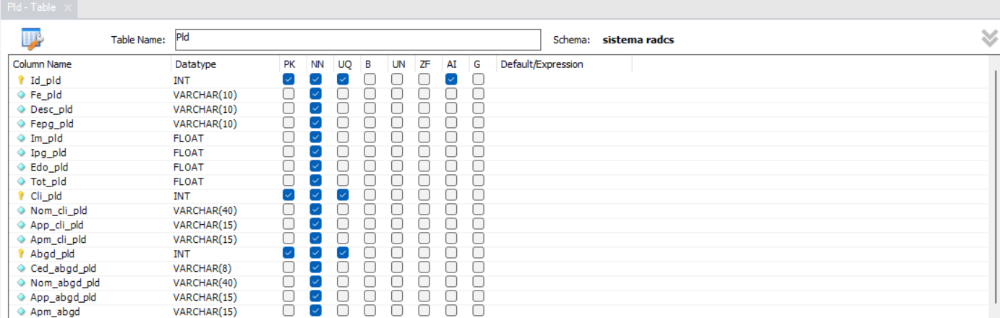 Pld - Table ×
Table Name: Pld Schema: sistema radcs
Column Name Datatype PK NN UQ B UN ZF AI G Default/Expression
Id_pld INT
Fe_pld VARCHAR(10)
Desc_pld VARCHAR(10)
Fepg_pld VARCHAR(10)
Im_pld FLOAT
Ipg_pld FLOAT
Edo_pld FLOAT
Tot_pld FLOAT
Cli_pld INT
Nom_cli_pld VARCHAR(40)
App_cli_pld VARCHAR(15)
Apm_cli_pld VARCHAR(15)
Abgd_pld INT
Ced_abgd_pld VARCHAR(8)
Nom_abgd_pld VARCHAR(40)
App_abgd_pld VARCHAR(15)
Apm_abgd VARCHAR(15)